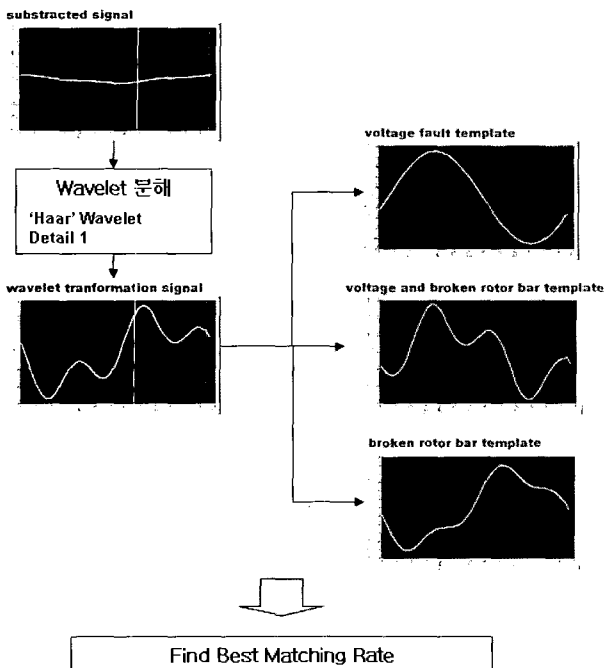 substracted signal
Wavelet 분해
‘Haar’ Wavelet
Detail 1
wavelet tranformation signal
voltage fault template
voltage and broken rotor bar template
broken rotor bar template
Find Best Matching Rate